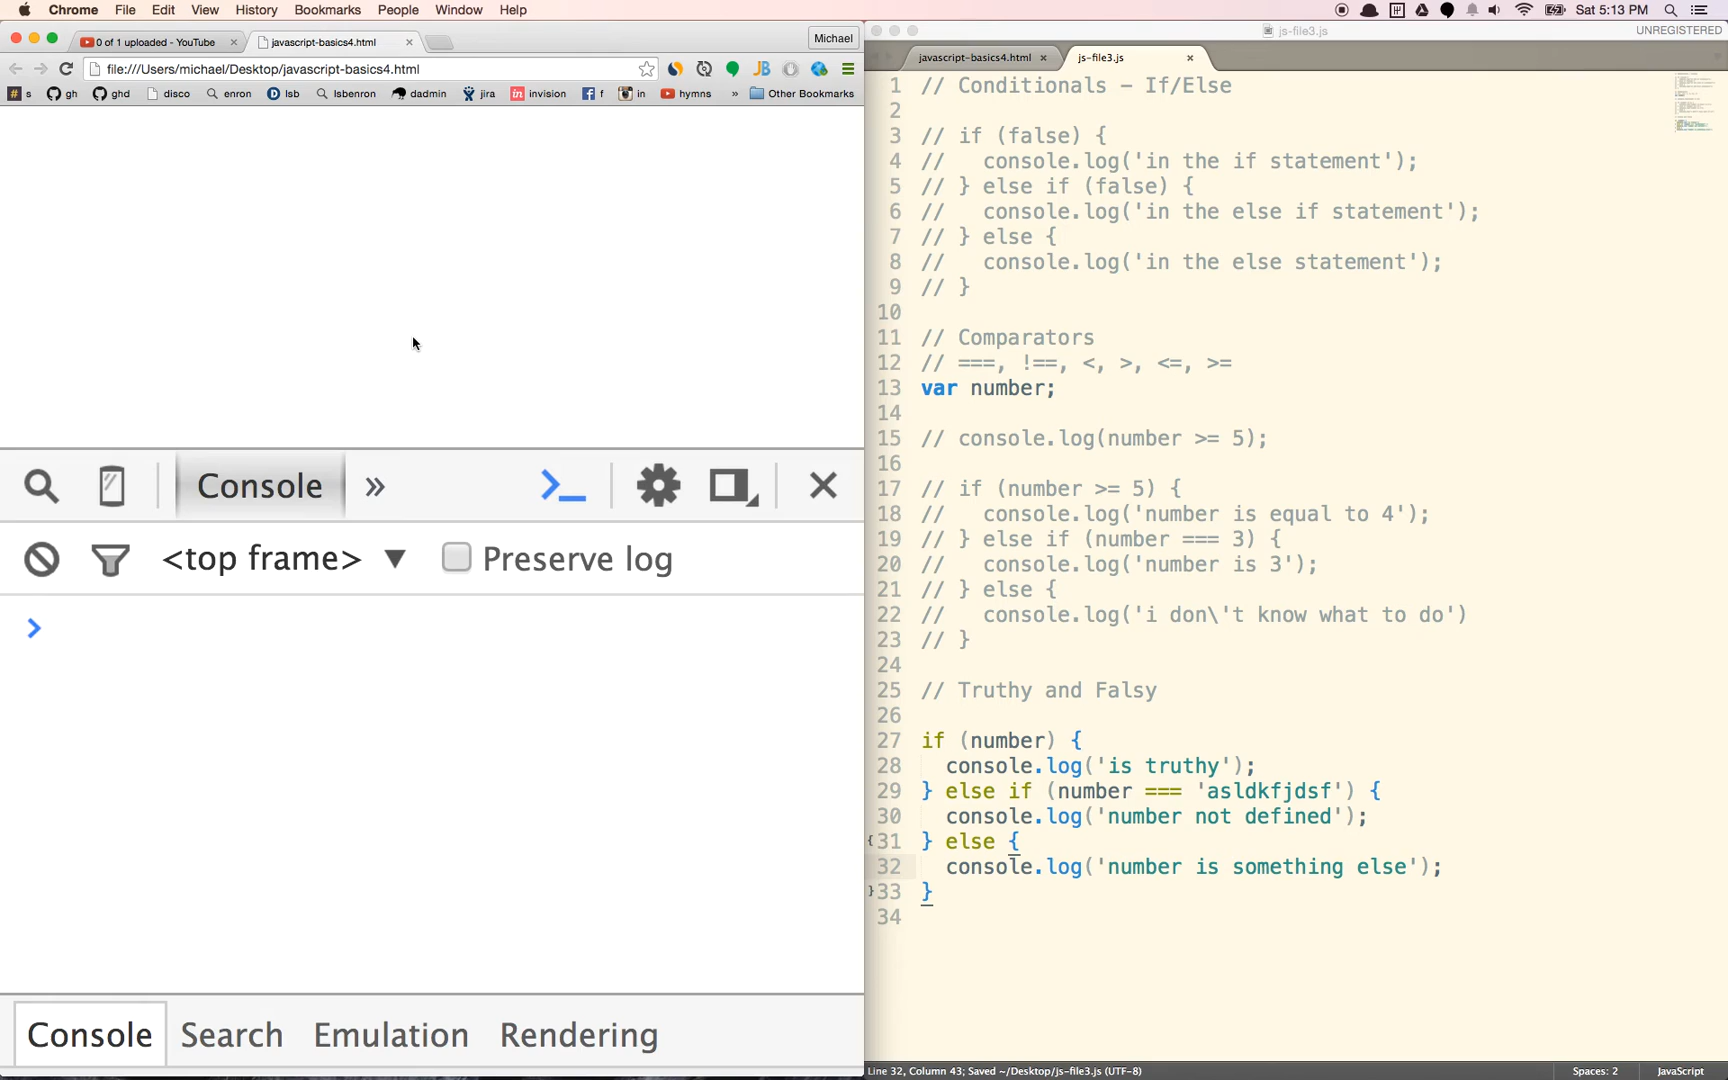 Chrome File Edit View History Bookmarks People Window Help
Sat 5:13 PM
0 of 1 uploaded - YouTube
javascript-basics4.html
Michael
file:///Users/michael/Desktop/javascript-basics4.html
s gh ghd disco enron lsb lsbenron dadmin jira invision f in hymns » Other Bookmarks
Console »
<top frame> ▼ Preserve log
>
Console Search Emulation Rendering
js-file3.js
UNREGISTERED
javascript-basics4.html
js-file3.js
1 // Conditionals - If/Else
2
3 // if (false) {
4 //   console.log('in the if statement');
5 // } else if (false) {
6 //   console.log('in the else if statement');
7 // } else {
8 //   console.log('in the else statement');
9 // }
10
11 // Comparators
12 // ===, !==, <, >, <=, >=
13 var number;
14
15 // console.log(number >= 5);
16
17 // if (number >= 5) {
18 //   console.log('number is equal to 4');
19 // } else if (number === 3) {
20 //   console.log('number is 3');
21 // } else {
22 //   console.log('i don\'t know what to do')
23 // }
24
25 // Truthy and Falsy
26
27 if (number) {
28   console.log('is truthy');
29 } else if (number === 'asldkfjdsf') {
30   console.log('number not defined');
31 } else {
32   console.log('number is something else');
33 }
34
Line 32, Column 43; Saved ~/Desktop/js-file3.js (UTF-8)
Spaces: 2
JavaScript